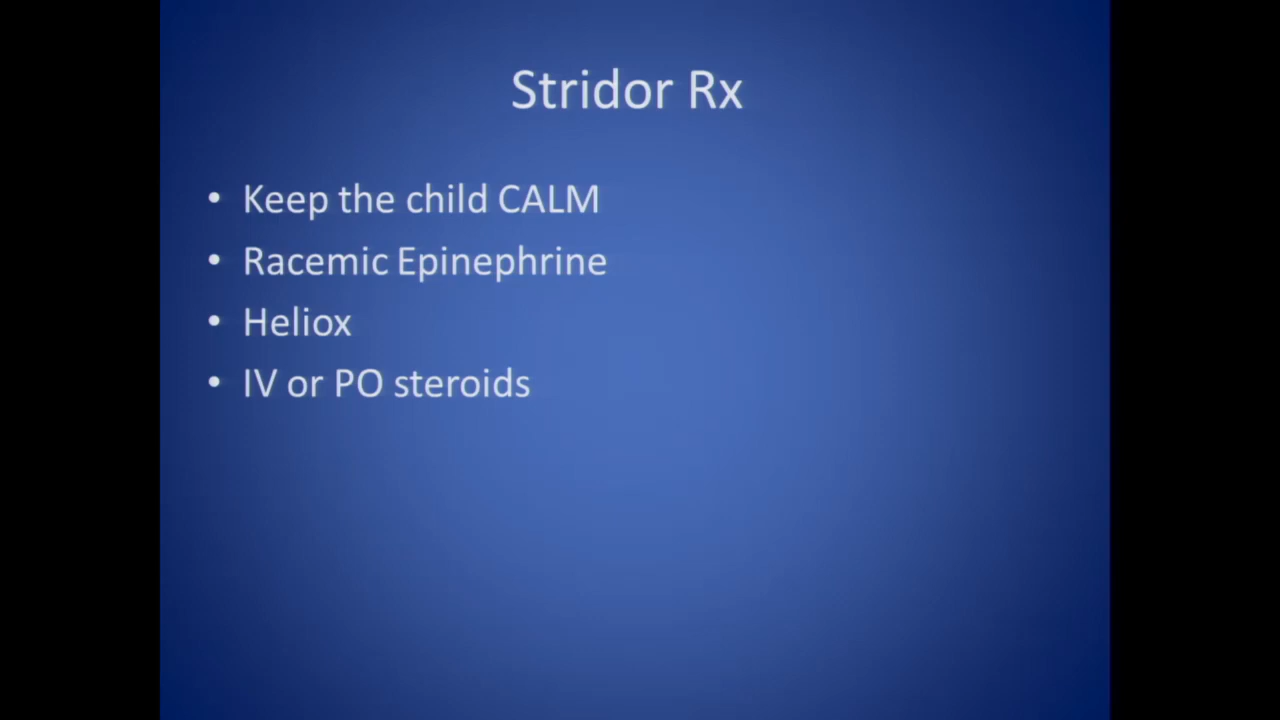 Stridor Rx
• Keep the child CALM
• Racemic Epinephrine
• Heliox
• IV or PO steroids